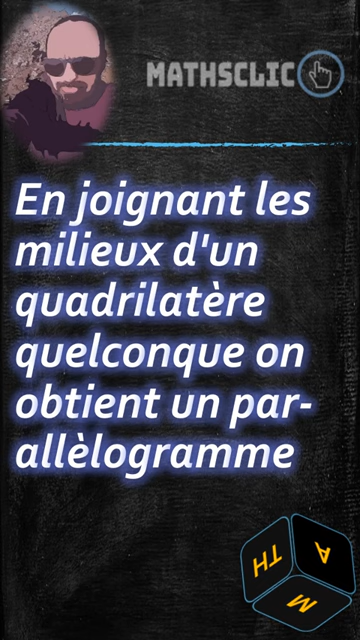 MATHSCLIC
En joignant les
milieux d'un
quadrilatère
quelconque on
obtient un par-
allèlogramme
M
A
TH